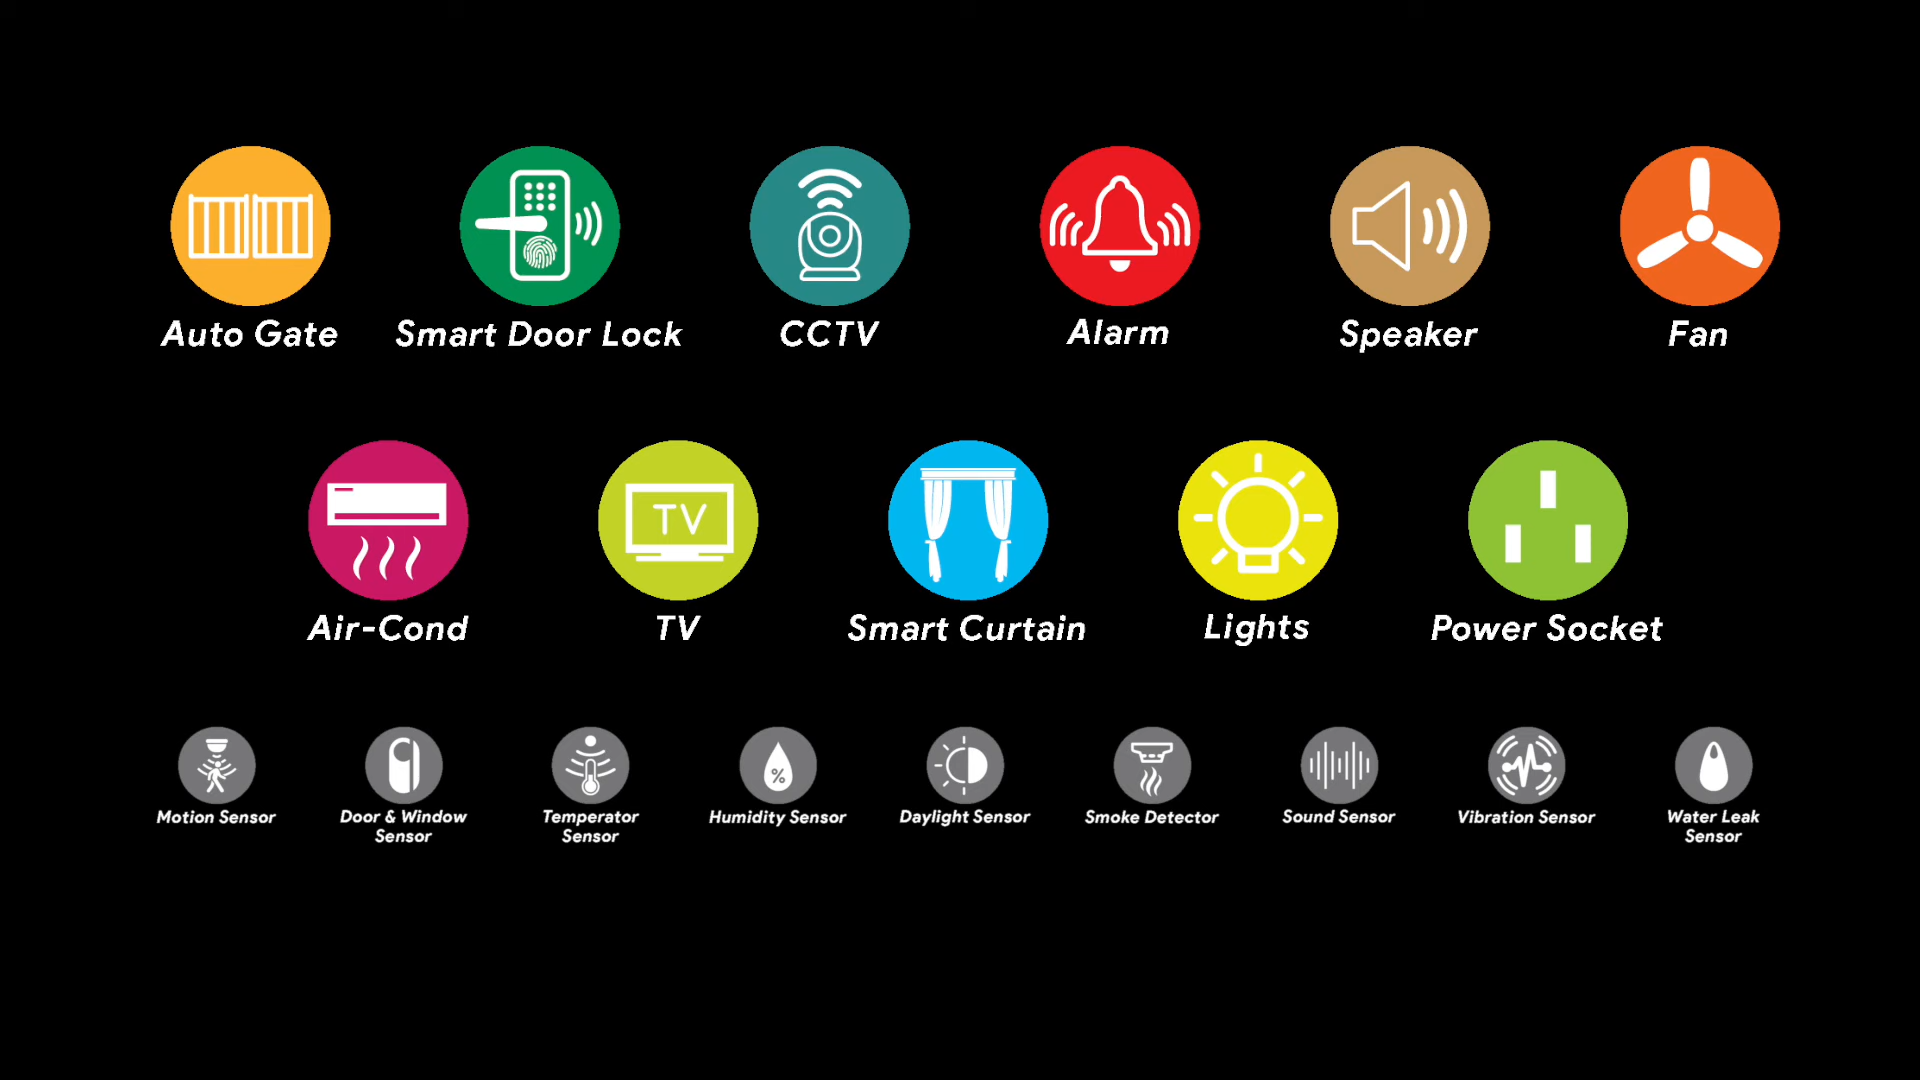 Auto Gate
Smart Door Lock
CCTV
Alarm
Speaker
Fan
TV
Air-Cond
TV
Smart Curtain
Lights
Power Socket
%
Motion Sensor
Door & Window
Sensor
Temperator
Sensor
Humidity Sensor
Daylight Sensor
Smoke Detector
Sound Sensor
Vibration Sensor
Water Leak
Sensor